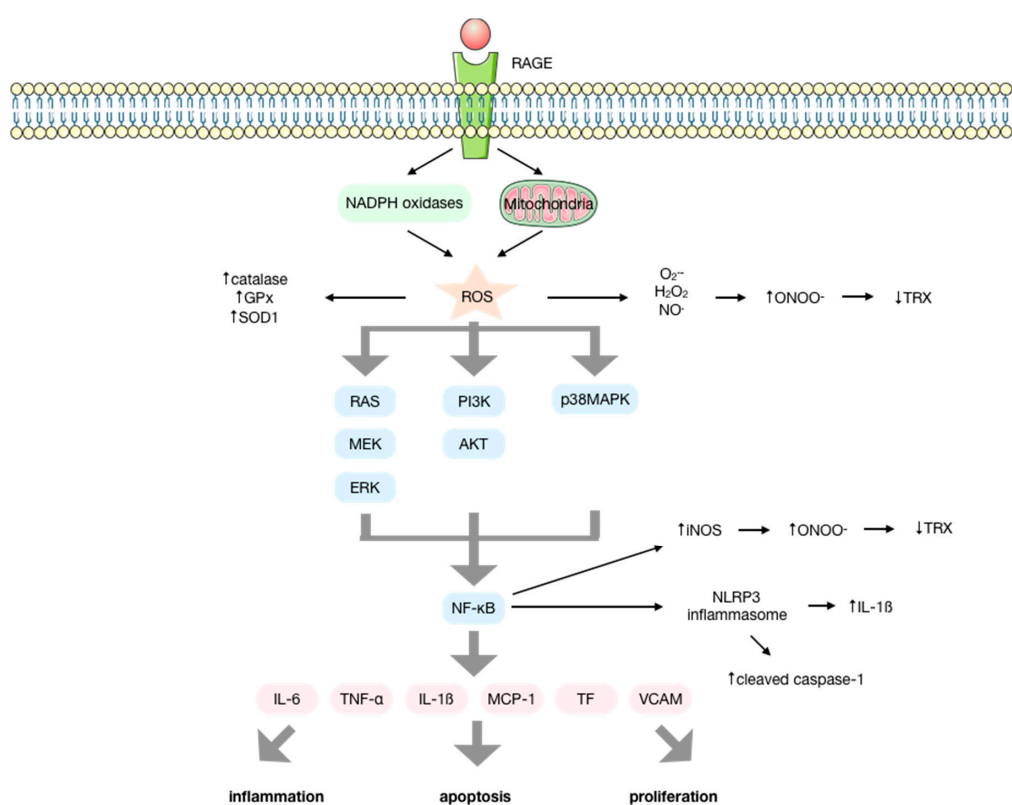 RAGE
NADPH oxidases
Mitochondria
↑catalase
↑GPx
↑SOD1
ROS
O₂·-
H₂O₂
NO·
↑ONOO-
↓TRX
RAS
PI3K
p38MAPK
MEK
AKT
ERK
↑iNOS
↑ONOO-
↓TRX
NF-κB
NLRP3
inflammasome
↑IL-1ß
↑cleaved caspase-1
IL-6
TNF-α
IL-1ß
MCP-1
TF
VCAM
inflammation
apoptosis
proliferation